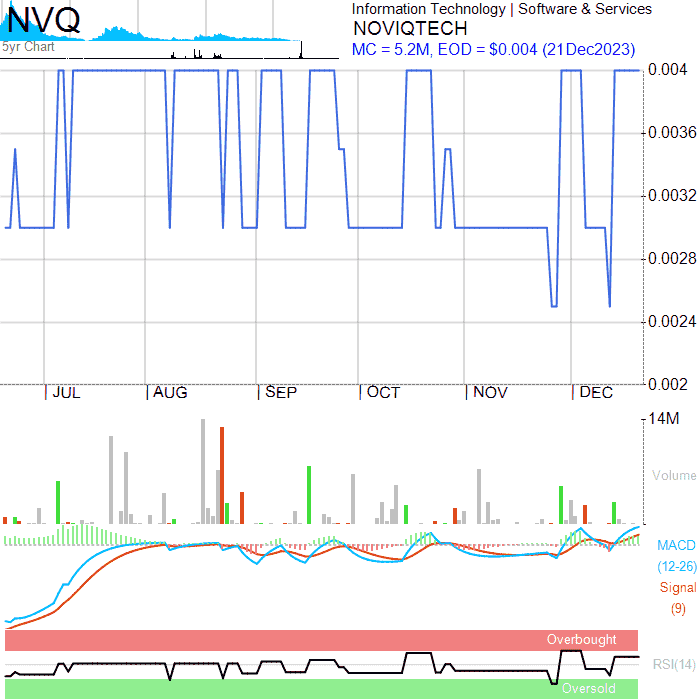 NVQ
5yr Chart
Information Technology | Software & Services
NOVIQTECH
MC = 5.2M, EOD = $0.004 (21Dec2023)
0.004
0.0036
0.0032
0.0028
0.0024
0.002
JUL
AUG
SEP
OCT
NOV
DEC
14M
Volume
MACD
(12-26)
Signal
(9)
Overbought
RSI(14)
Oversold